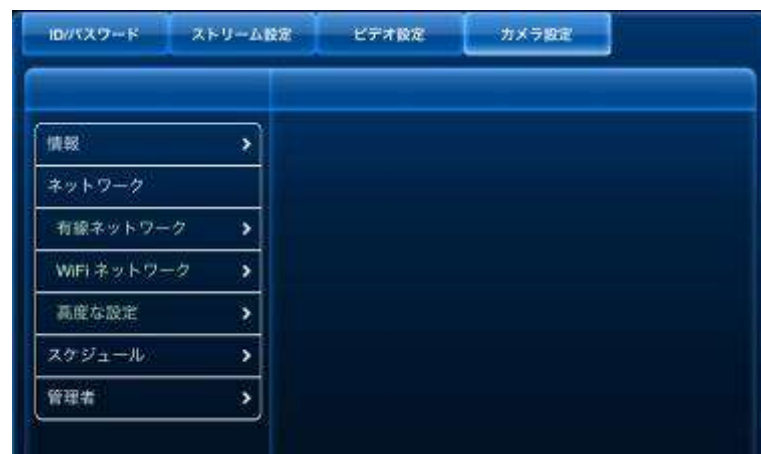 ID/パスワード
ストリーム設定
ビデオ設定
カメラ設定
情報
ネットワーク
有線ネットワーク
WiFi ネットワーク
高度な設定
スケジュール
管理者